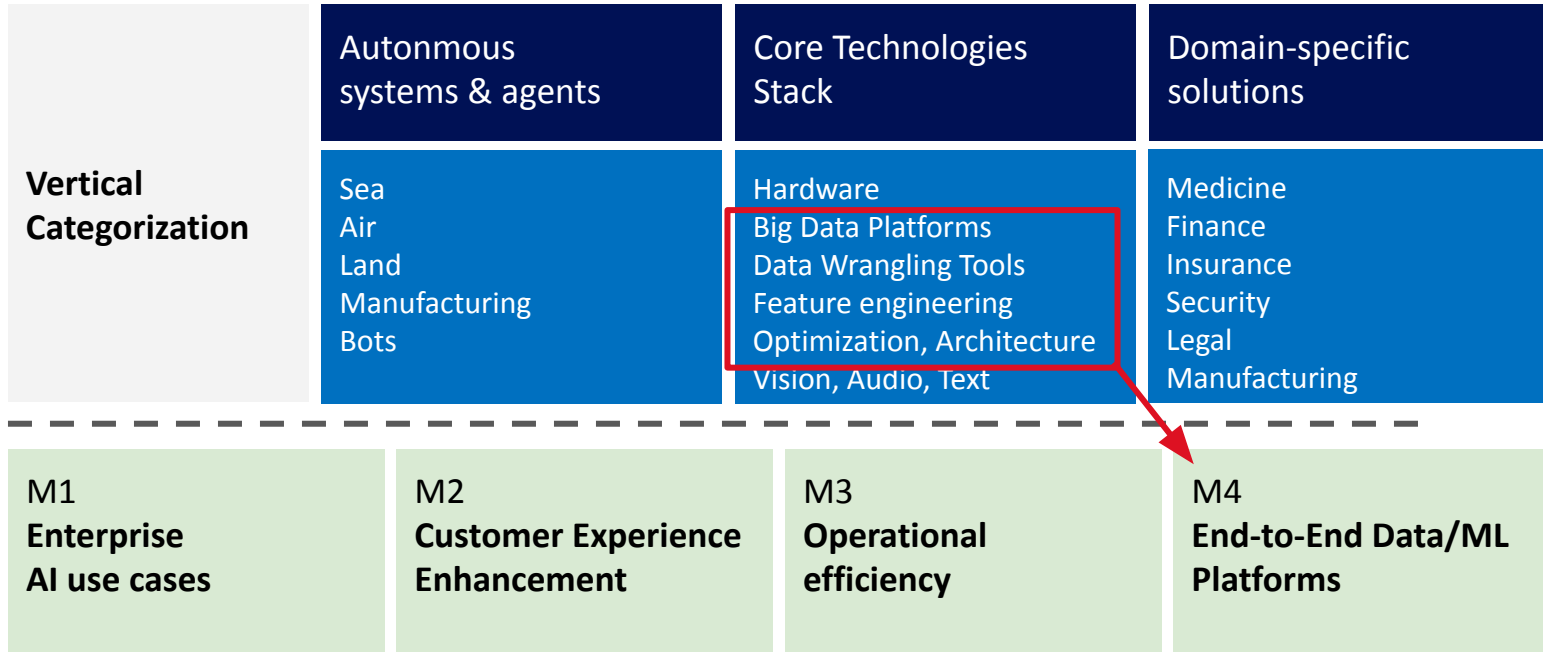 Vertical
Categorization
Autonmous
systems & agents
Core Technologies
Stack
Domain-specific
solutions
Sea
Air
Land
Manufacturing
Bots
Hardware
Big Data Platforms
Data Wrangling Tools
Feature engineering
Optimization, Architecture
Vision, Audio, Text
Medicine
Finance
Insurance
Security
Legal
Manufacturing
M1
Enterprise
AI use cases
M2
Customer Experience
Enhancement
M3
Operational
efficiency
M4
End-to-End Data/ML
Platforms